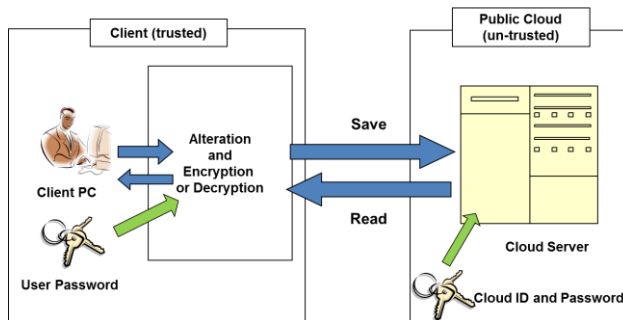 Client (trusted)
Public Cloud
(un-trusted)
Alteration
and
Encryption
or Decryption
Save
Read
Client PC
User Password
Cloud Server
Cloud ID and Password